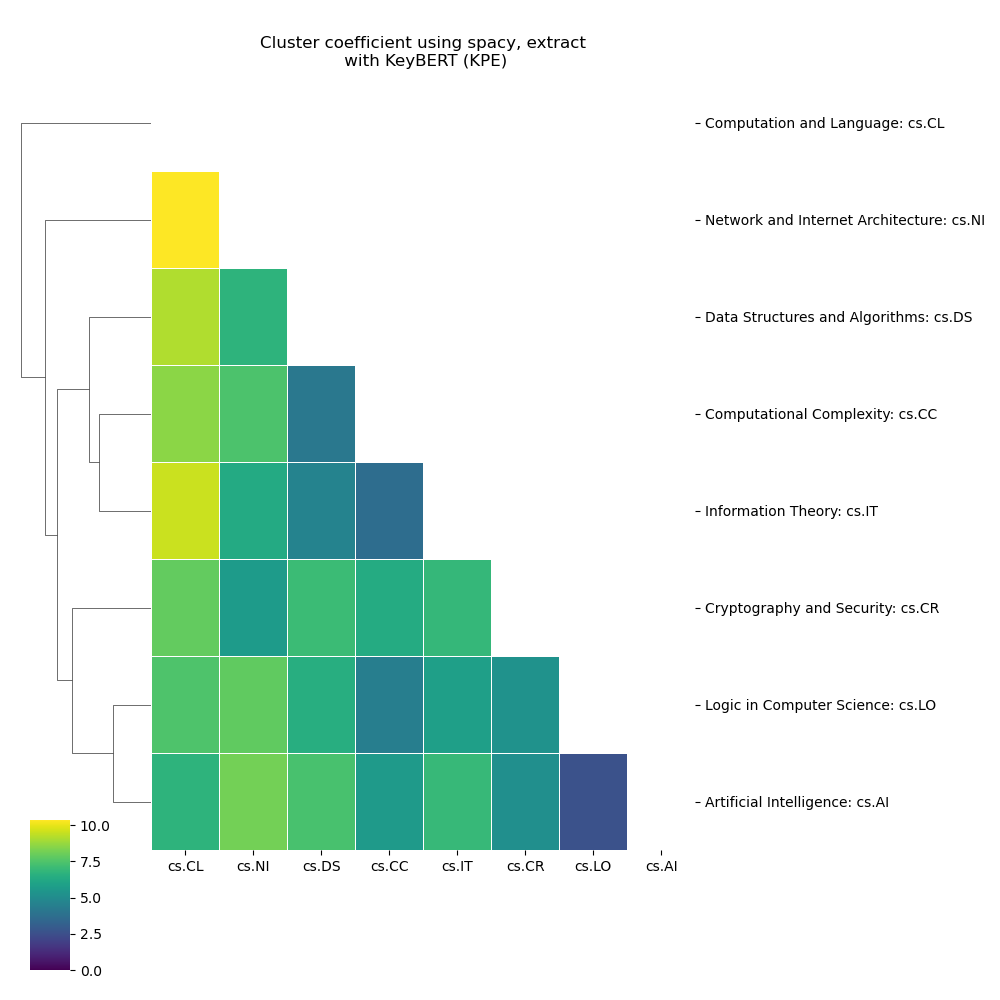 Cluster coefficient using spacy, extract
with KeyBERT (KPE)
Computation and Language: cs.CL
Network and Internet Architecture: cs.NI
Data Structures and Algorithms: cs.DS
Computational Complexity: cs.CC
Information Theory: cs.IT
Cryptography and Security: cs.CR
Logic in Computer Science: cs.LO
Artificial Intelligence: cs.AI
cs.CL cs.NI cs.DS cs.CC cs.IT cs.CR cs.LO cs.AI
10.0
7.5
5.0
2.5
0.0